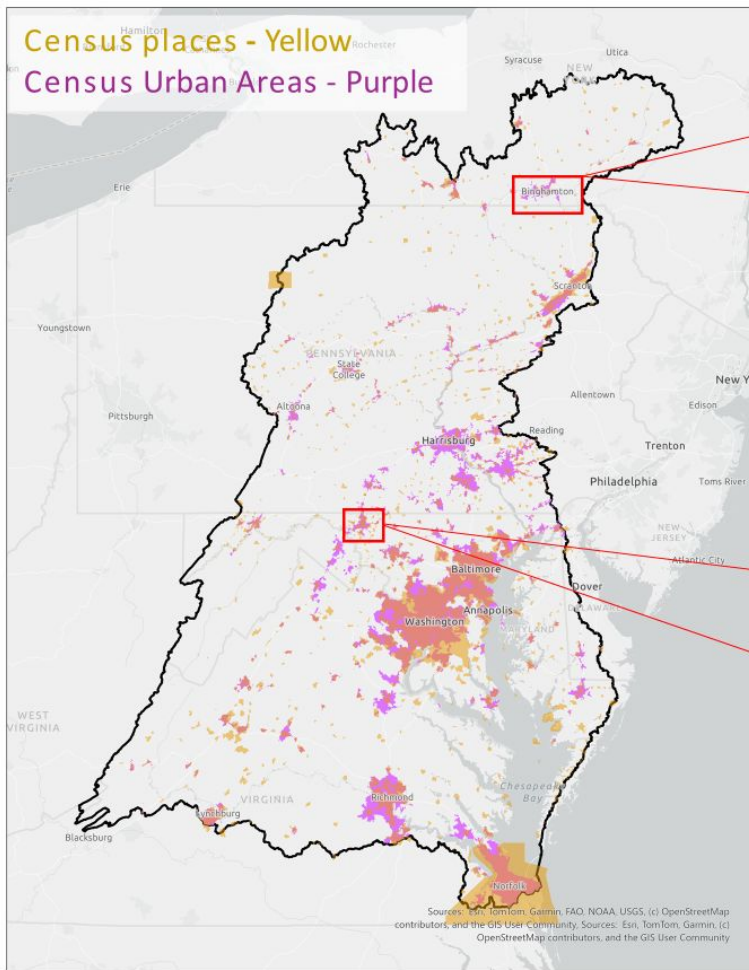 Census places - Yellow
Census Urban Areas - Purple
Hamilton
Rochester
Utica
Syracuse
NEW
Erie
Binghamton
Scranton
Youngstown
PENNSYLVANIA
State
College
New Y
Allentown
Edison
Altoona
Pittsburgh
Harrisburg
Reading
Trenton
Philadelphia
Toms River
NEW
JERSEY
Atlantic City
Baltimore
Dover
Annapolis
DELAWARE
Washington
MARYLAND
WEST
VIRGINIA
Chesapeake
Bay
Richmond
VIRGINIA
Lynchburg
Blacksburg
Norfolk
Sources: Esri, TomTom, Garmin, FAO, NOAA, USGS, (c) OpenStreetMap
contributors, and the GIS User Community, Sources: Esri, TomTom, Garmin, (c)
OpenStreetMap contributors, and the GIS User Community